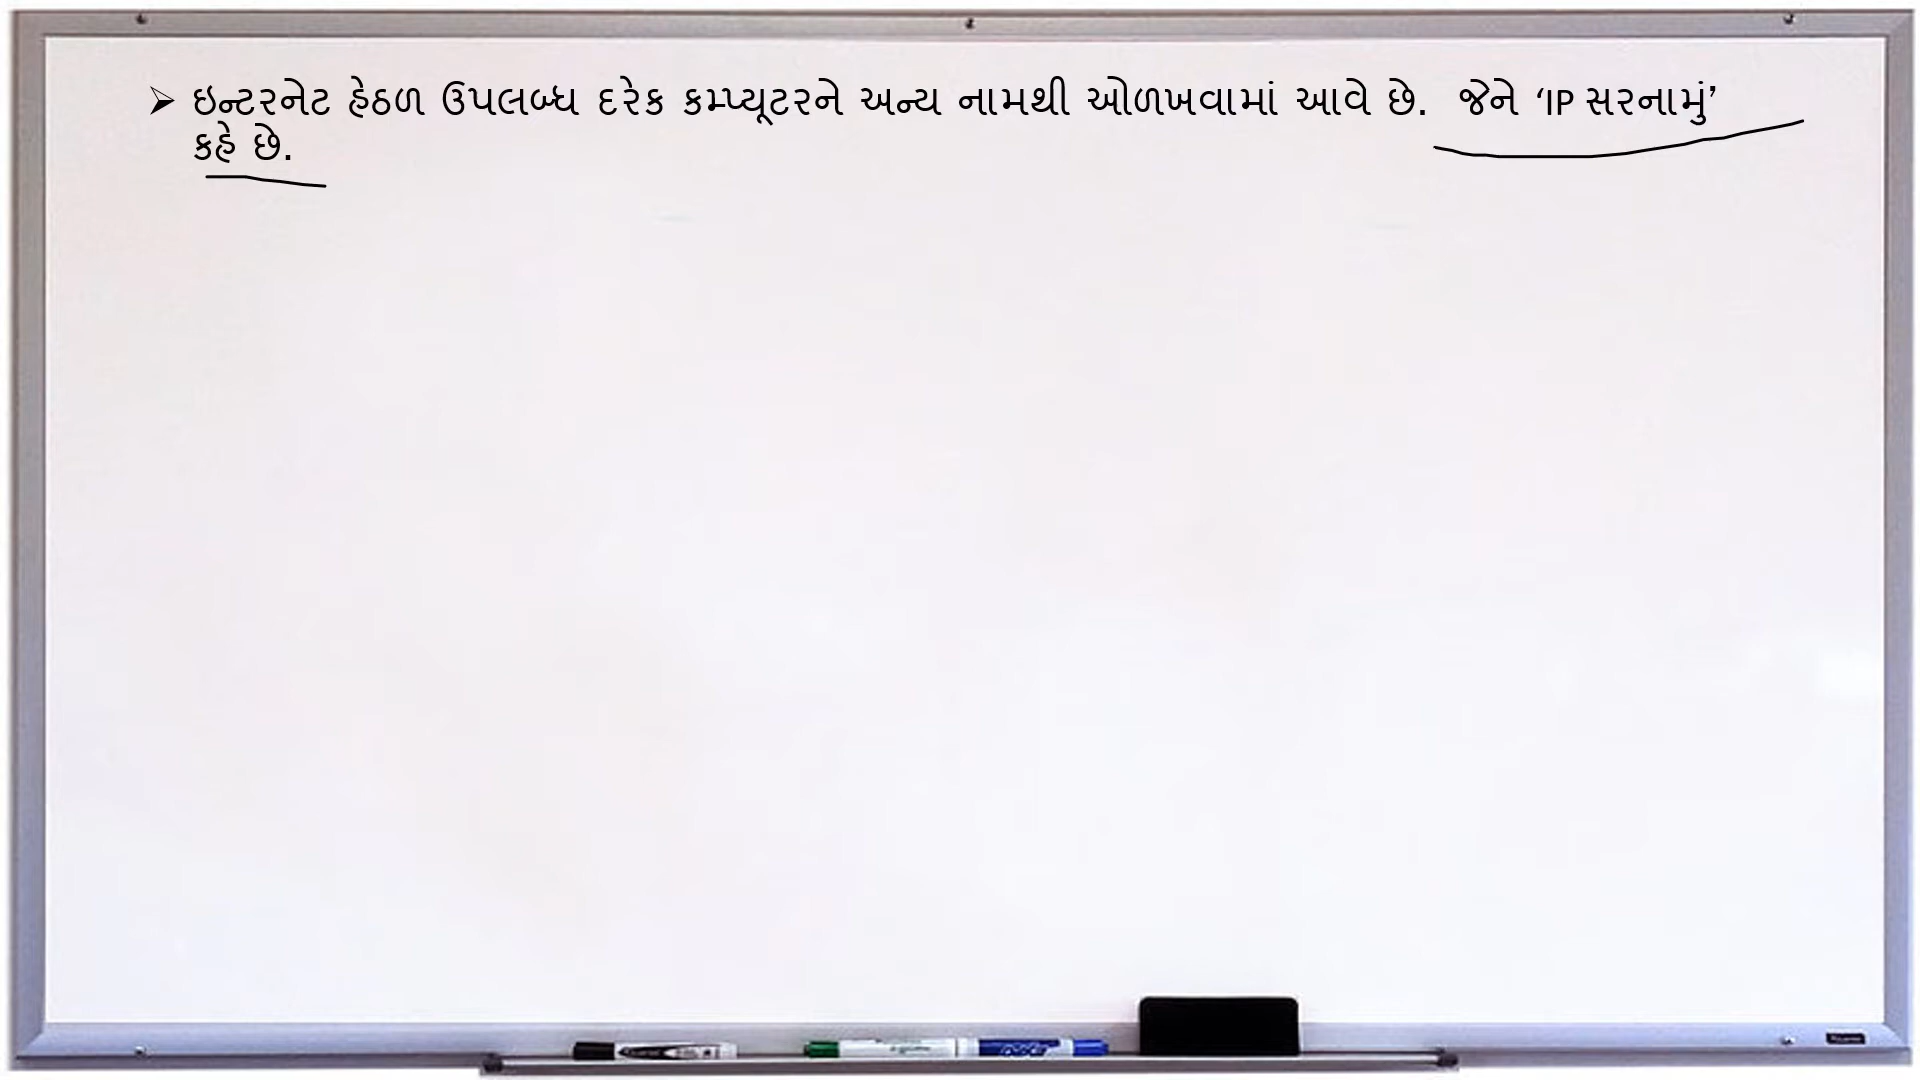 ➢ ઇન્ટરનેટ હેઠળ ઉપલબ્ધ દરેક કમ્પ્યૂટરને અન્ય નામથી ઓળખવામાં આવે છે. જેને ‘IP સરનામું’
કહે છે.